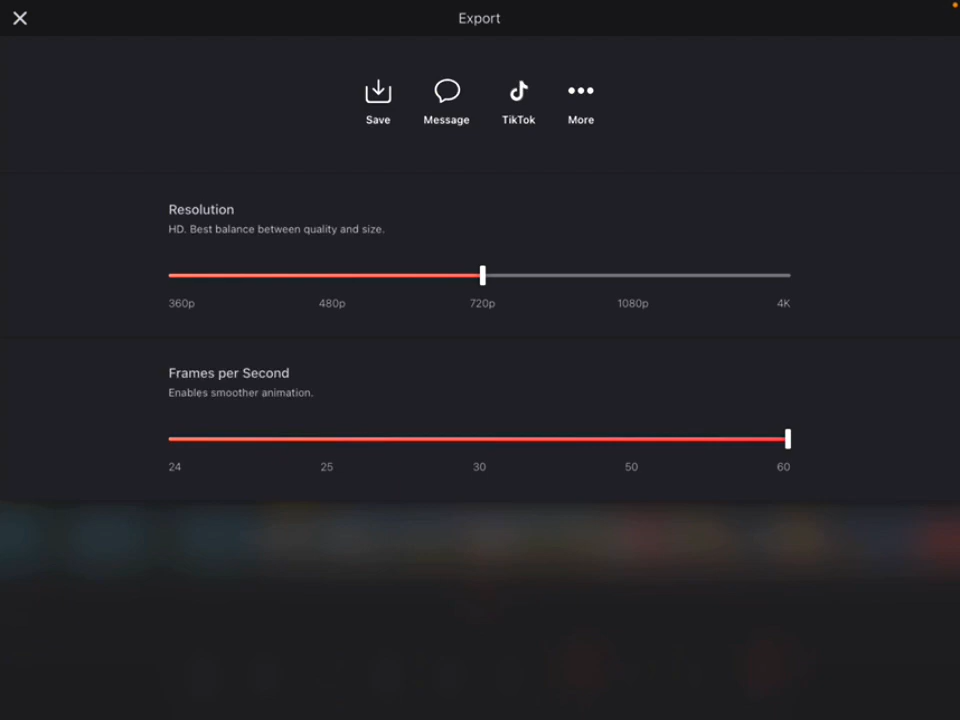 Export
Save Message TikTok More
Resolution
HD. Best balance between quality and size.
360p 480p 720p 1080p 4K
Frames per Second
Enables smoother animation.
24 25 30 50 60